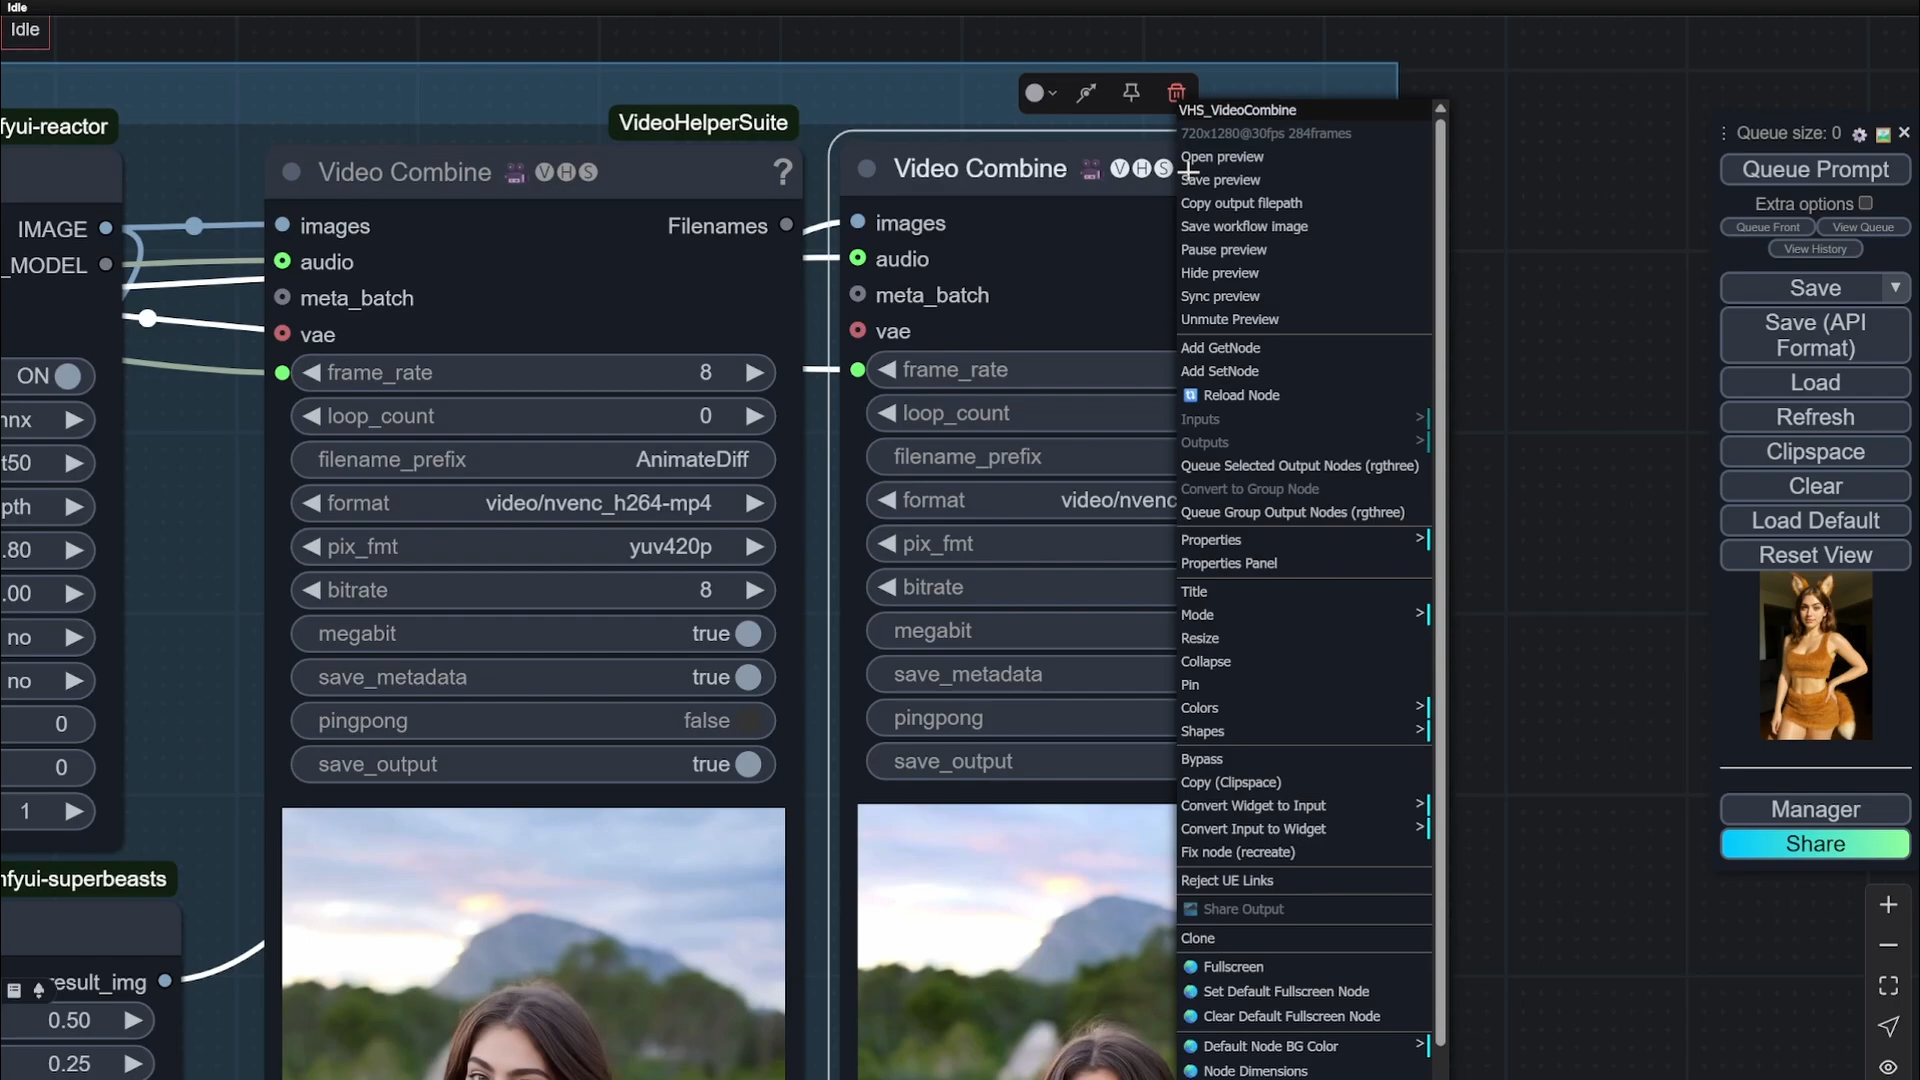 Idle
Idle
fyui-reactor
IMAGE
_MODEL
ON
nnx
t50
pth
.80
.00
no
no
0
0
1
nfyui-superbeasts
esult_img
0.50
0.25
VideoHelperSuite
Video Combine VHS ?
images Filenames
audio
meta_batch
vae
frame_rate 8
loop_count 0
filename_prefix AnimateDiff
format video/nvenc_h264-mp4
pix_fmt yuv420p
bitrate 8
megabit true
save_metadata true
pingpong false
save_output true
Video Combine VHS
images
audio
meta_batch
vae
frame_rate
loop_count
filename_prefix
format video/nvenc
pix_fmt
bitrate
megabit
save_metadata
pingpong
save_output
VHS_VideoCombine
720x1280@30fps 284frames
Open preview
Save preview
Copy output filepath
Save workflow image
Pause preview
Hide preview
Sync preview
Unmute Preview
Add GetNode
Add SetNode
Reload Node
Inputs >
Outputs >
Queue Selected Output Nodes (rgthree)
Convert to Group Node
Queue Group Output Nodes (rgthree)
Properties >
Properties Panel
Title
Mode >
Resize
Collapse
Pin
Colors >
Shapes >
Bypass
Copy (Clipspace)
Convert Widget to Input >
Convert Input to Widget >
Fix node (recreate)
Reject UE Links
Share Output
Clone
Fullscreen
Set Default Fullscreen Node
Clear Default Fullscreen Node
Default Node BG Color >
Node Dimensions
Queue size: 0
Queue Prompt
Extra options
Queue Front View Queue
View History
Save
Save (API
Format)
Load
Refresh
Clipspace
Clear
Load Default
Reset View
Manager
Share